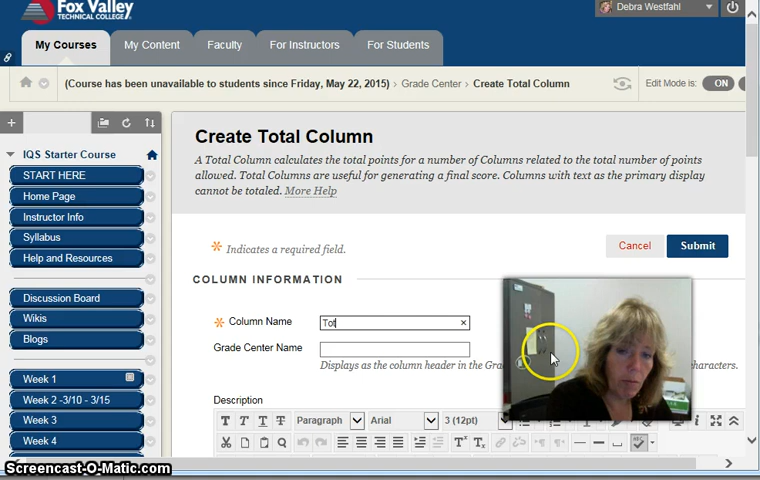 Fox Valley
TECHNICAL COLLEGE
Debra Westfahl
My Courses
My Content
Faculty
For Instructors
For Students
(Course has been unavailable to students since Friday, May 22, 2015) > Grade Center > Create Total Column
Edit Mode is: ON
IQS Starter Course
START HERE
Home Page
Instructor Info
Syllabus
Help and Resources
Discussion Board
Wikis
Blogs
Week 1
Week 2 -3/10 - 3/15
Week 3
Week 4
Create Total Column
A Total Column calculates the total points for a number of Columns related to the total number of points
allowed. Total Columns are useful for generating a final score. Columns with text as the primary display
cannot be totaled. More Help
Indicates a required field.
Cancel
Submit
COLUMN INFORMATION
Column Name
Tot
Grade Center Name
Displays as the column header in the Gra
characters.
Description
T T T T Paragraph Arial 3 (12pt)
Screencast-O-Matic.com